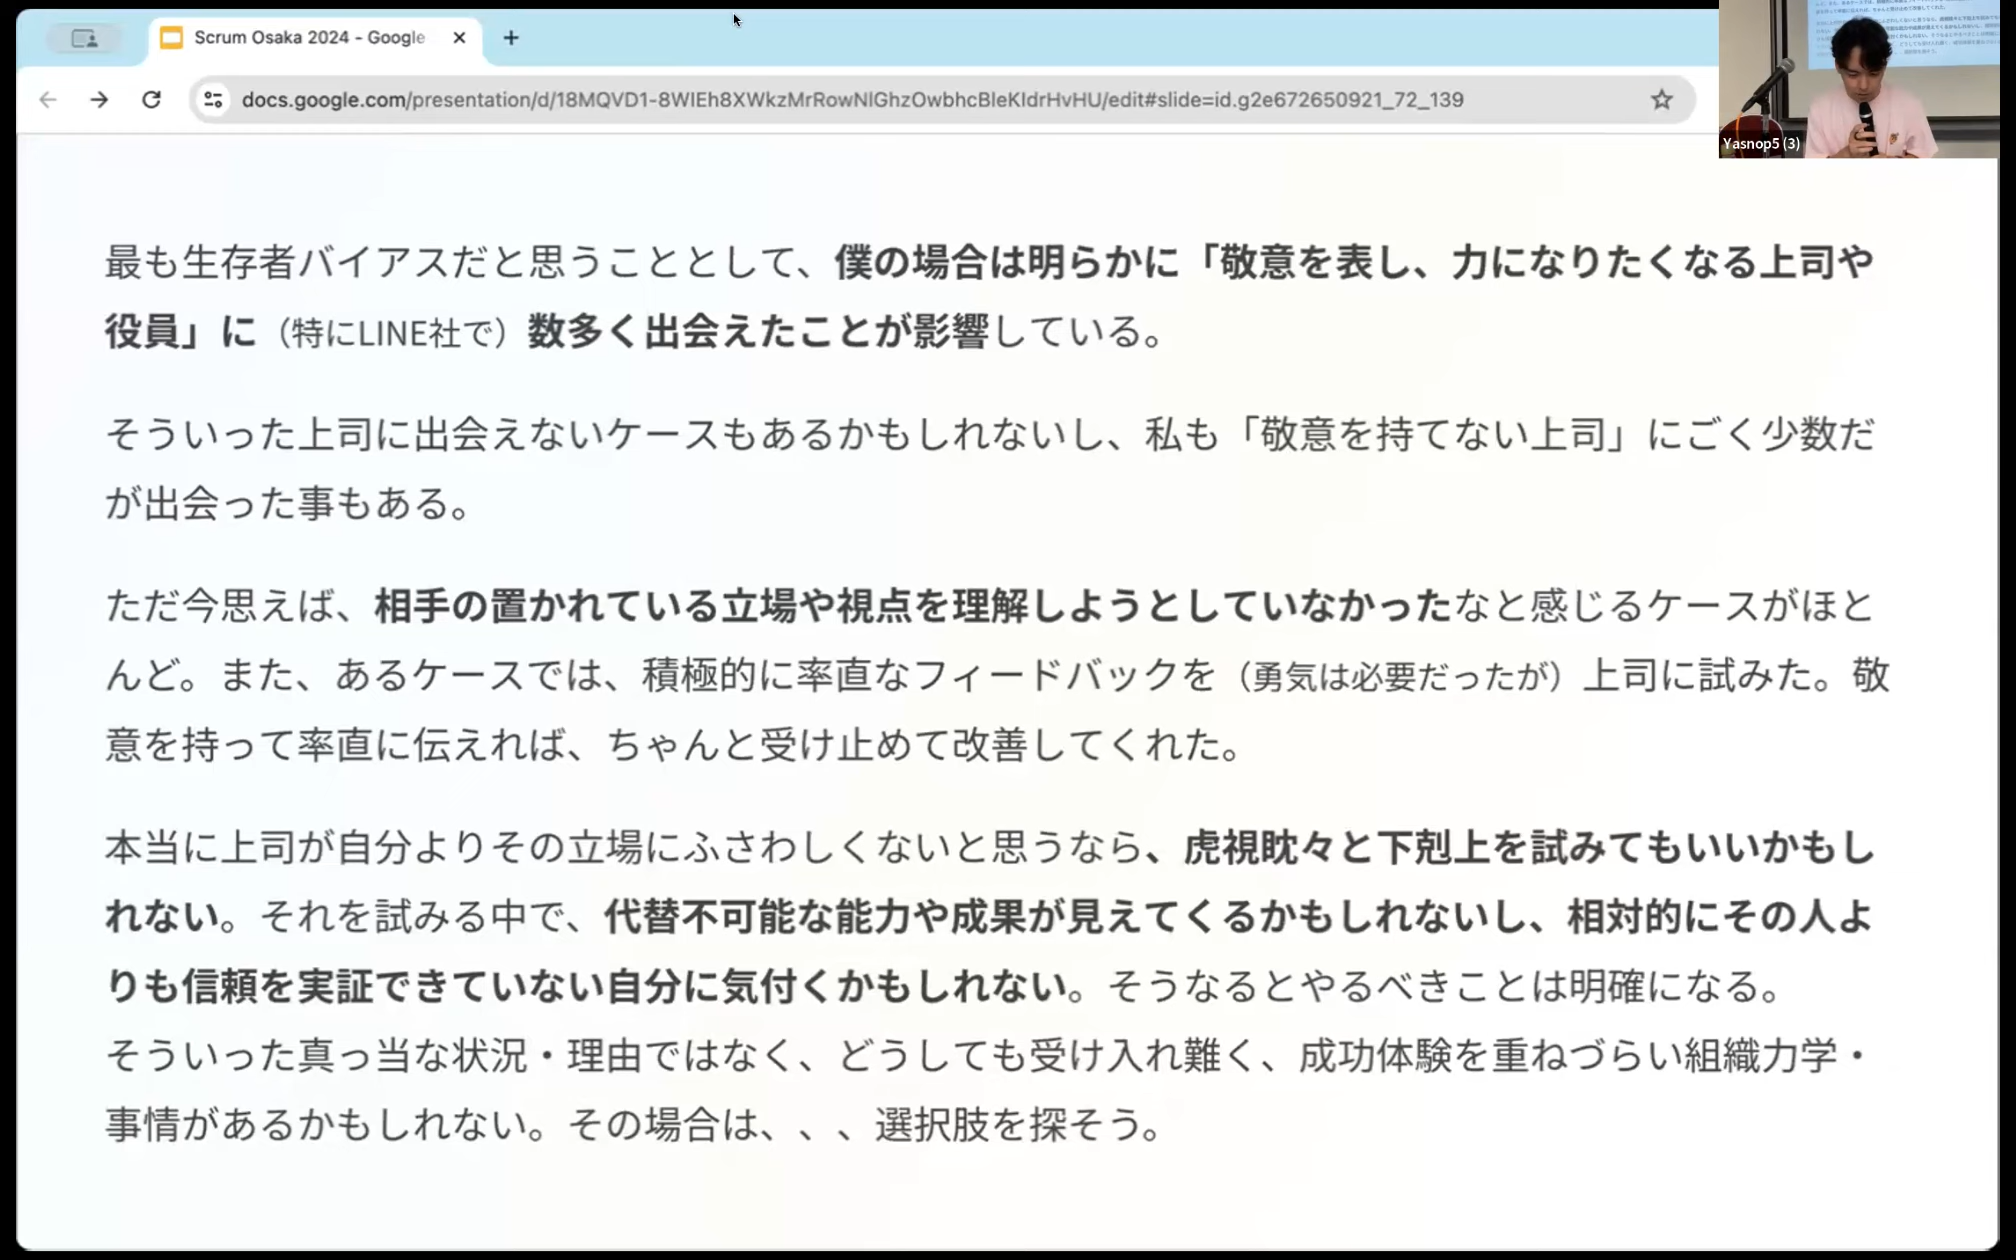 Scrum Osaka 2024 - Google
docs.google.com/presentation/d/18MQVD1-8WIEh8XWkzMrRowNlGhzOwbhcBleKIdrHvHU/edit#slide=id.g2e672650921_72_139
Yasnop5 (3)
最も生存者バイアスだと思うこととして、僕の場合は明らかに「敬意を表し、力になりたくなる上司や
役員」に（特にLINE社で）数多く出会えたことが影響している。
そういった上司に出会えないケースもあるかもしれないし、私も「敬意を持てない上司」にごく少数だ
が出会った事もある。
ただ今思えば、相手の置かれている立場や視点を理解しようとしていなかったなと感じるケースがほと
んど。また、あるケースでは、積極的に率直なフィードバックを（勇気は必要だったが）上司に試みた。敬
意を持って率直に伝えれば、ちゃんと受け止めて改善してくれた。
本当に上司が自分よりその立場にふさわしくないと思うなら、虎視眈々と下剋上を試みてもいいかもし
れない。それを試みる中で、代替不可能な能力や成果が見えてくるかもしれないし、相対的にその人よ
りも信頼を実証できていない自分に気付くかもしれない。そうなるとやるべきことは明確になる。
そういった真っ当な状況・理由ではなく、どうしても受け入れ難く、成功体験を重ねづらい組織力学・
事情があるかもしれない。その場合は、、、選択肢を探そう。